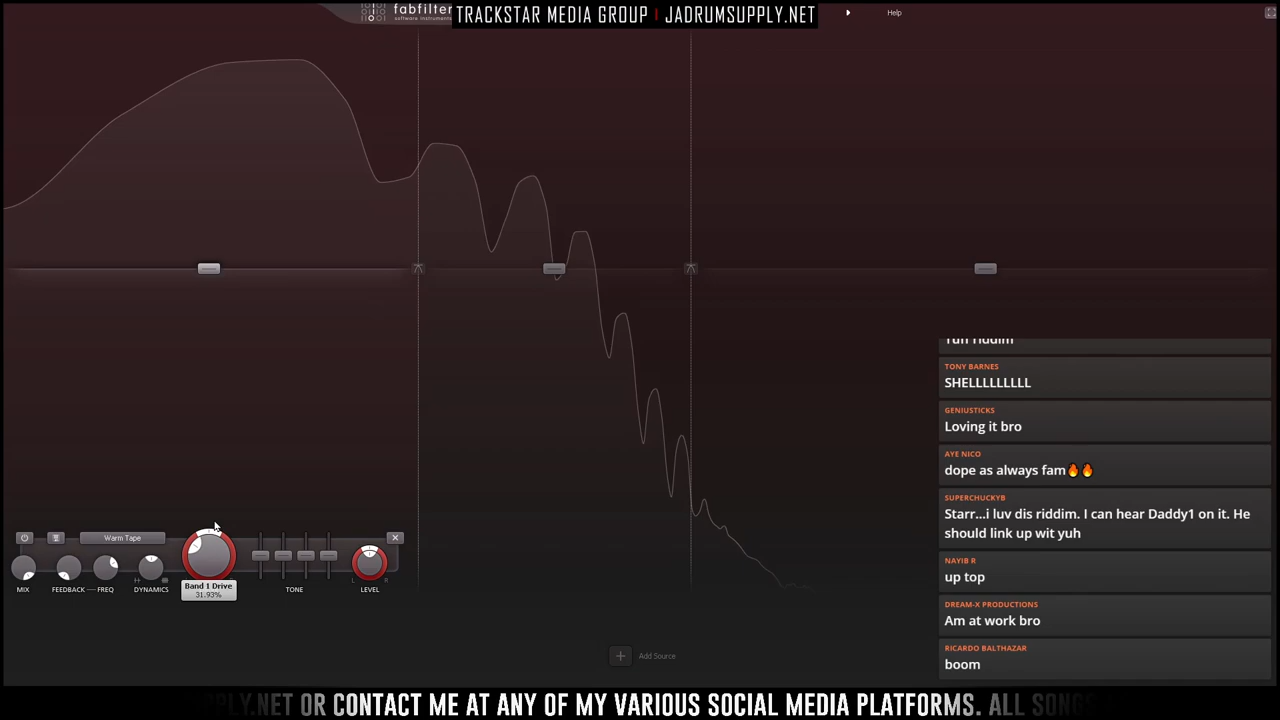 fabfilter
software instruments
TRACKSTAR MEDIA GROUP | JADRUMSUPPLY.NET
Help
Yuh riddim
TONY BARNES
SHELLLLLLLLL
GENIUSTICKS
Loving it bro
AYE NICO
dope as always fam🔥🔥
SUPERCHUCKYB
Starr...i luv dis riddim. I can hear Daddy1 on it. He
should link up wit yuh
NAYIB R
up top
DREAM-X PRODUCTIONS
Am at work bro
RICARDO BALTHAZAR
boom
Warm Tape
MIX
FEEDBACK
FREQ
DYNAMICS
Band 1 Drive
31.93%
TONE
L
R
LEVEL
Add Source
UPPLY.NET OR CONTACT ME AT ANY OF MY VARIOUS SOCIAL MEDIA PLATFORMS. ALL SONGS